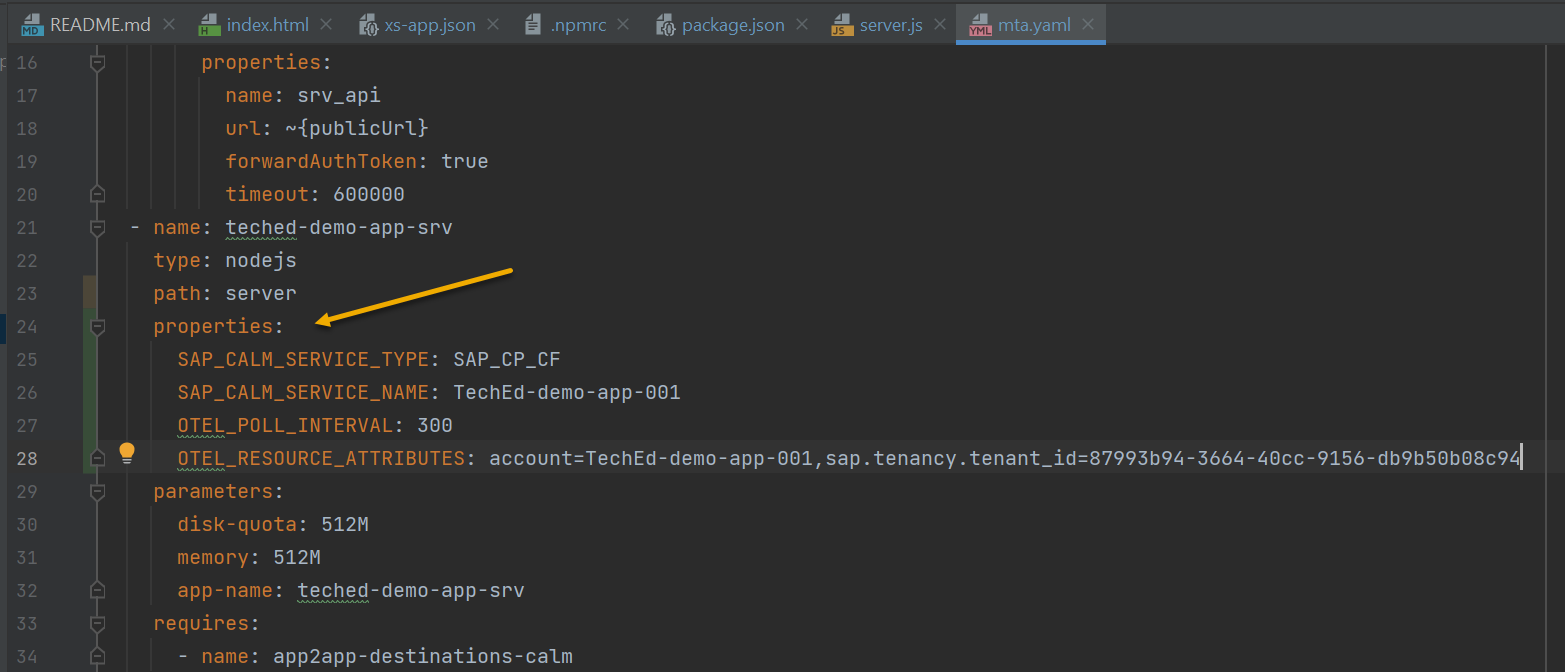 README.md index.html xs-app.json .npmrc package.json server.js mta.yaml
16 properties:
17 name: srv_api
18 url: ~{publicUrl}
19 forwardAuthToken: true
20 timeout: 600000
21 - name: teched-demo-app-srv
22 type: nodejs
23 path: server
24 properties:
25 SAP_CALM_SERVICE_TYPE: SAP_CP_CF
26 SAP_CALM_SERVICE_NAME: TechEd-demo-app-001
27 OTEL_POLL_INTERVAL: 300
28 OTEL_RESOURCE_ATTRIBUTES: account=TechEd-demo-app-001,sap.tenancy.tenant_id=87993b94-3664-40cc-9156-db9b50b08c94
29 parameters:
30 disk-quota: 512M
31 memory: 512M
32 app-name: teched-demo-app-srv
33 requires:
34 - name: app2app-destinations-calm